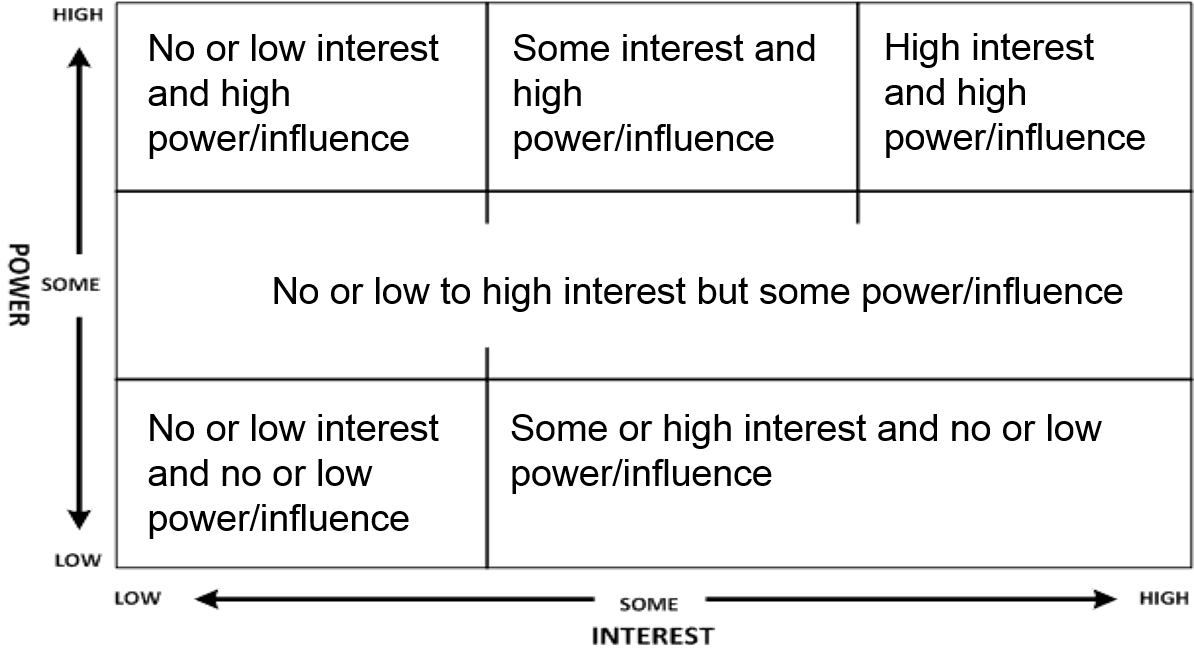 HIGH
No or low interest
and high
power/influence
Some interest and
high
power/influence
High interest
and high
power/influence
POWER
SOME
No or low to high interest but some power/influence
No or low interest
and no or low
power/influence
Some or high interest and no or low
power/influence
LOW
LOW
SOME
HIGH
INTEREST